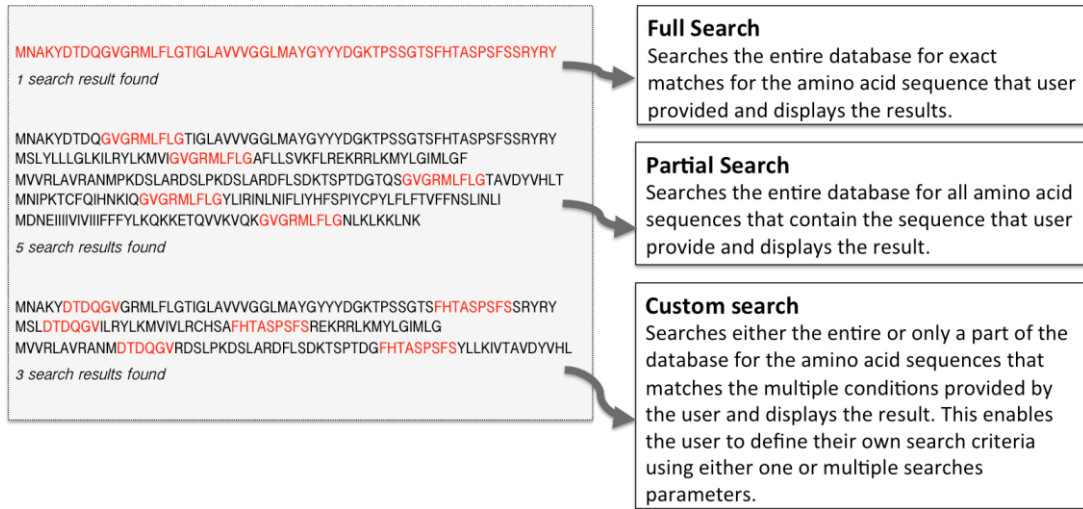 MNAKYDTDQGVGRMLFLGTIGLAVVVGGLMAYGYYYDGKTPSSGTSFHTASPSFSSRYRY
1 search result found
MNAKYDTDQGVGRMLFLGTIGLAVVVGGLMAYGYYYDGKTPSSGTSFHTASPSFSSRYRY
MSLYLLLGLKILRYLKMVIGVGRMLFLGAFLLSVKFLREKRRLKMYLGIMLGF
MVVRLAVRANMPKDSLARDSLPKDSLARDFLSDKTSPTDGTQSGVGRMLFLGTAVDYVHLT
MNIPKTCFQIHNKIQGVGRMLFLGYLIRINLNIFLIYHFSPIYCPYLFLFTVFFNSLINLI
MDNEIIIIVIVIIIFFFYLKQKKETQVVKVQKGVGRMLFLGNLKLKKLNK
5 search results found
MNAKYDTDQGVGRMLFLGTIGLAVVVGGLMAYGYYYDGKTPSSGTSFHTASPSFSSRYRY
MSLDTDQGVILRYLKMVIVLRCHSAFHTASPSFSREKRRLKMYLGIMLG
MVVRLAVRANMDTDQGVRDSLPKDSLARDFLSDKTSPTDGFHTASPSFSYLLKIVTAVDYVHL
3 search results found
Full Search
Searches the entire database for exact
matches for the amino acid sequence that user
provided and displays the results.
Partial Search
Searches the entire database for all amino acid
sequences that contain the sequence that user
provide and displays the result.
Custom search
Searches either the entire or only a part of the
database for the amino acid sequences that
matches the multiple conditions provided by
the user and displays the result. This enables
the user to define their own search criteria
using either one or multiple searches
parameters.